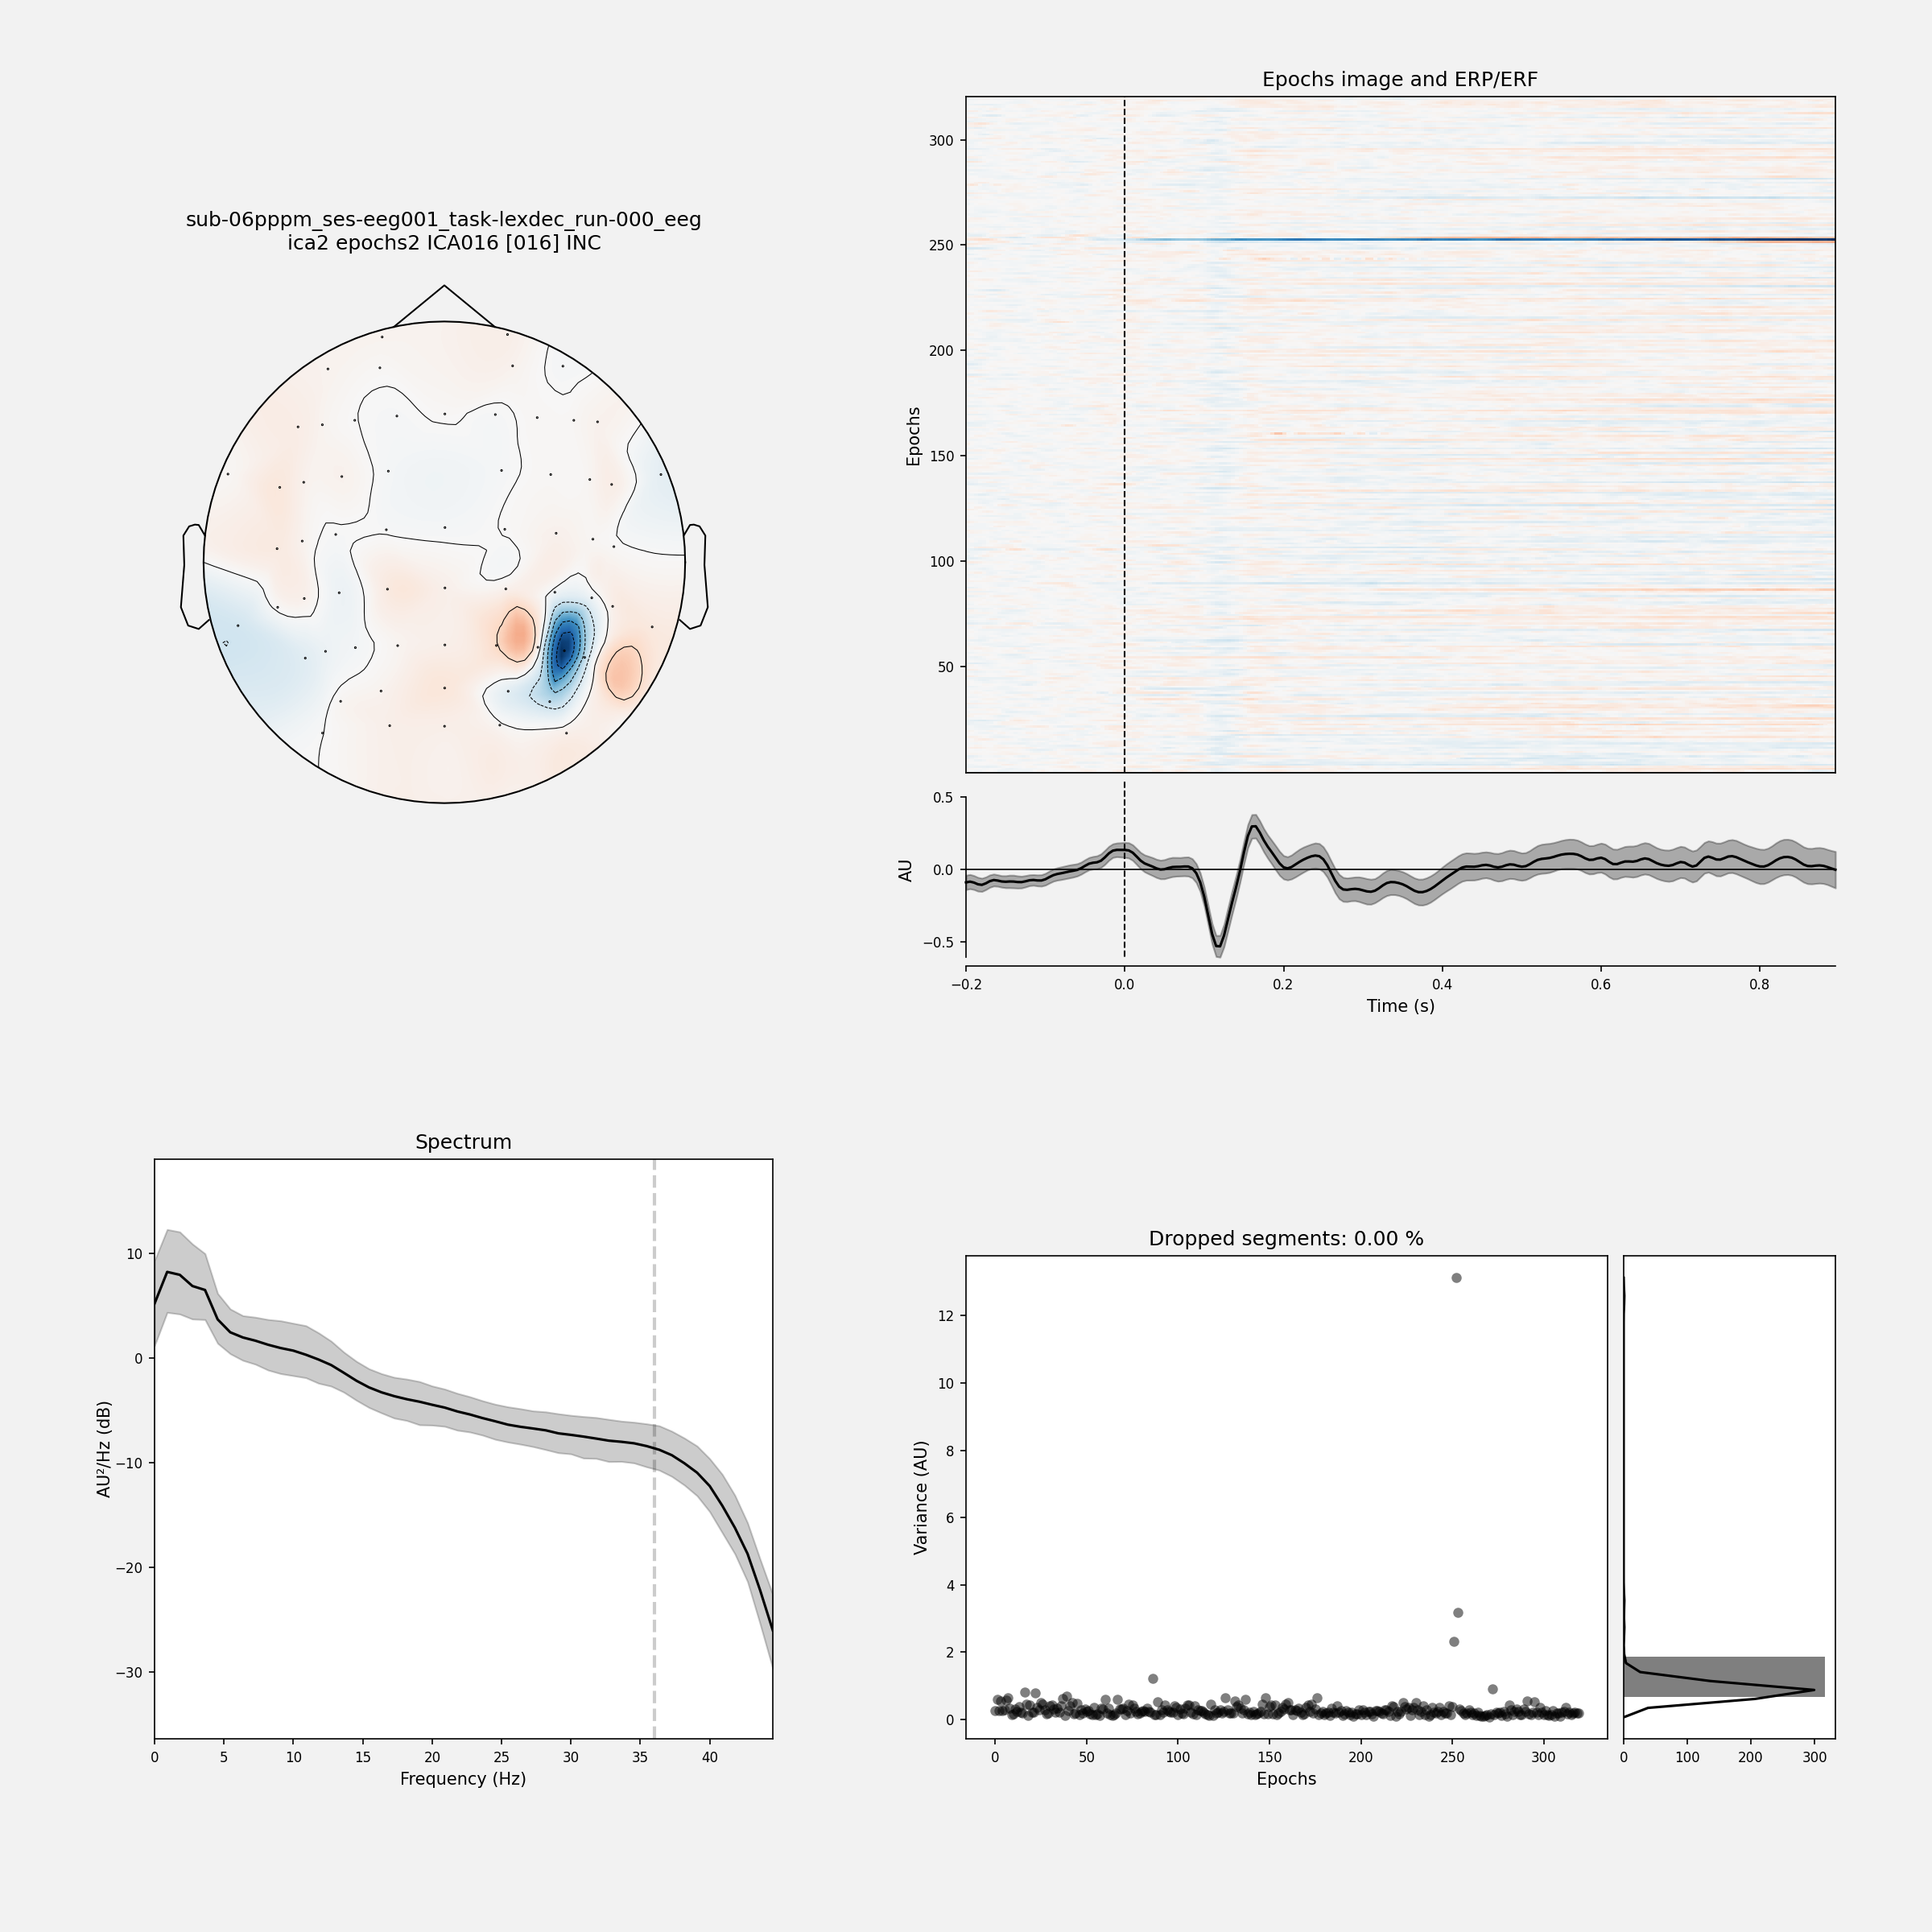 sub-06pppm_ses-eeg001_task-lexdec_run-000_eeg
ica2 epochs2 ICA016 [016] INC
Epochs image and ERP/ERF
Epochs
300
250
200
150
100
50
AU
0.5
0.0
−0.5
−0.2 0.0 0.2 0.4 0.6 0.8
Time (s)
Spectrum
AU²/Hz (dB)
10
0
−10
−20
−30
0 5 10 15 20 25 30 35 40
Frequency (Hz)
Dropped segments: 0.00 %
Variance (AU)
12
10
8
6
4
2
0
0 50 100 150 200 250 300
Epochs
0 100 200 300